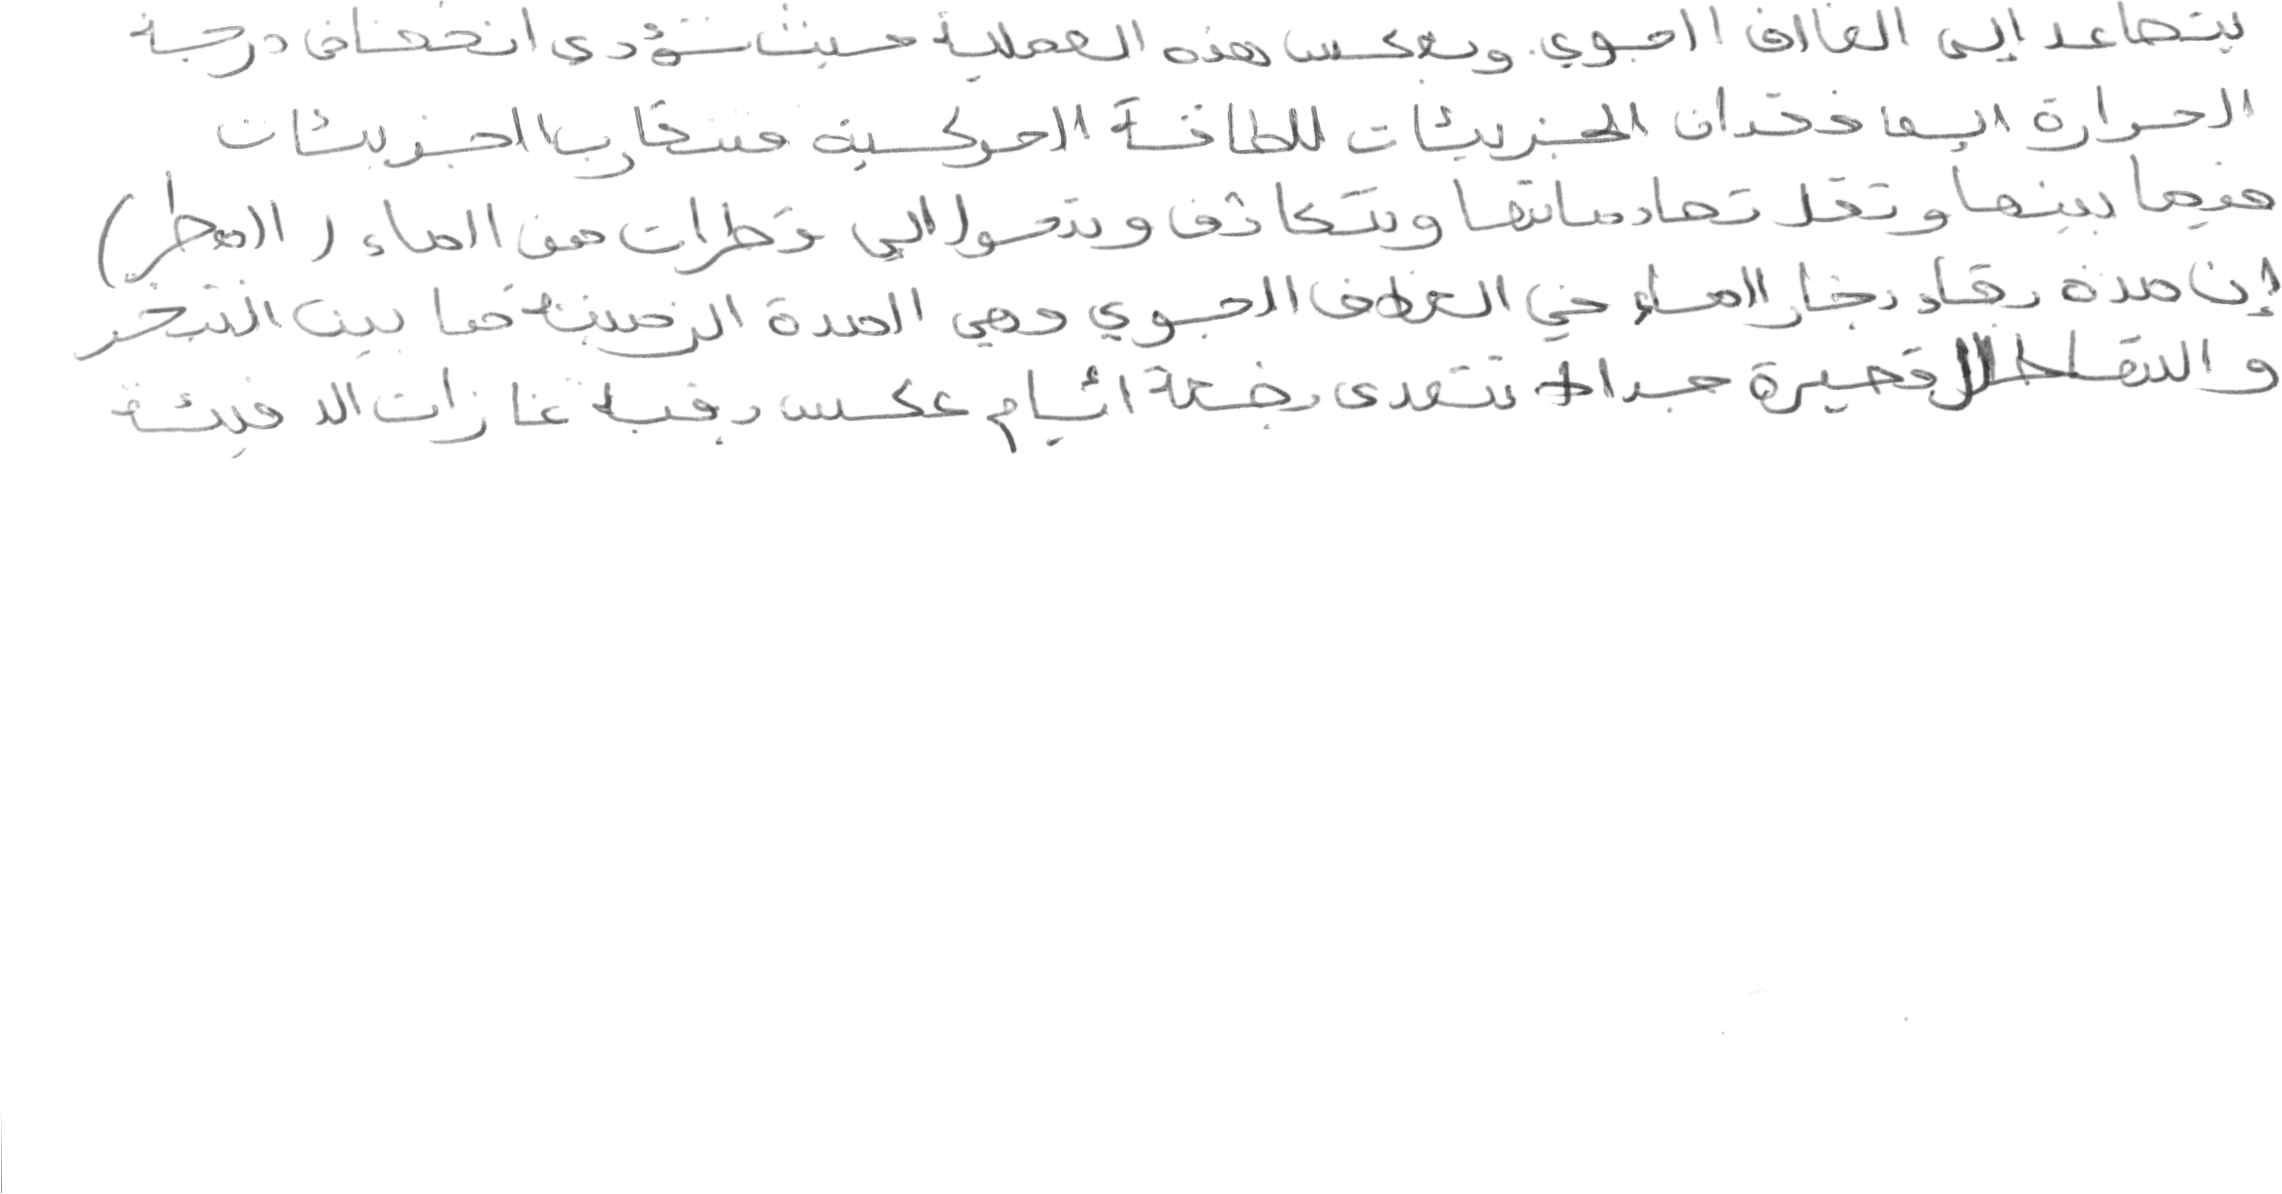 يتصاعد إلى الغلاف الجوي. وبعكس هذه العملية حيث تؤدي انخفاض درجة
الحرارة إلى فقدان الجزيئات للطاقة الحركية فتتقارب الجزيئات
فيما بينها وتقل تصادماتها وتتكاثف وتتحول إلى قطرات من الماء (المطر)
إن مدة بقاء بخار الماء في الغلاف الجوي وهي المدة الزمنية ما بين التبخر
والتساقط قصيرة جدا لا تتعدى بضعة أيام عكس بقية غازات الدفيئة